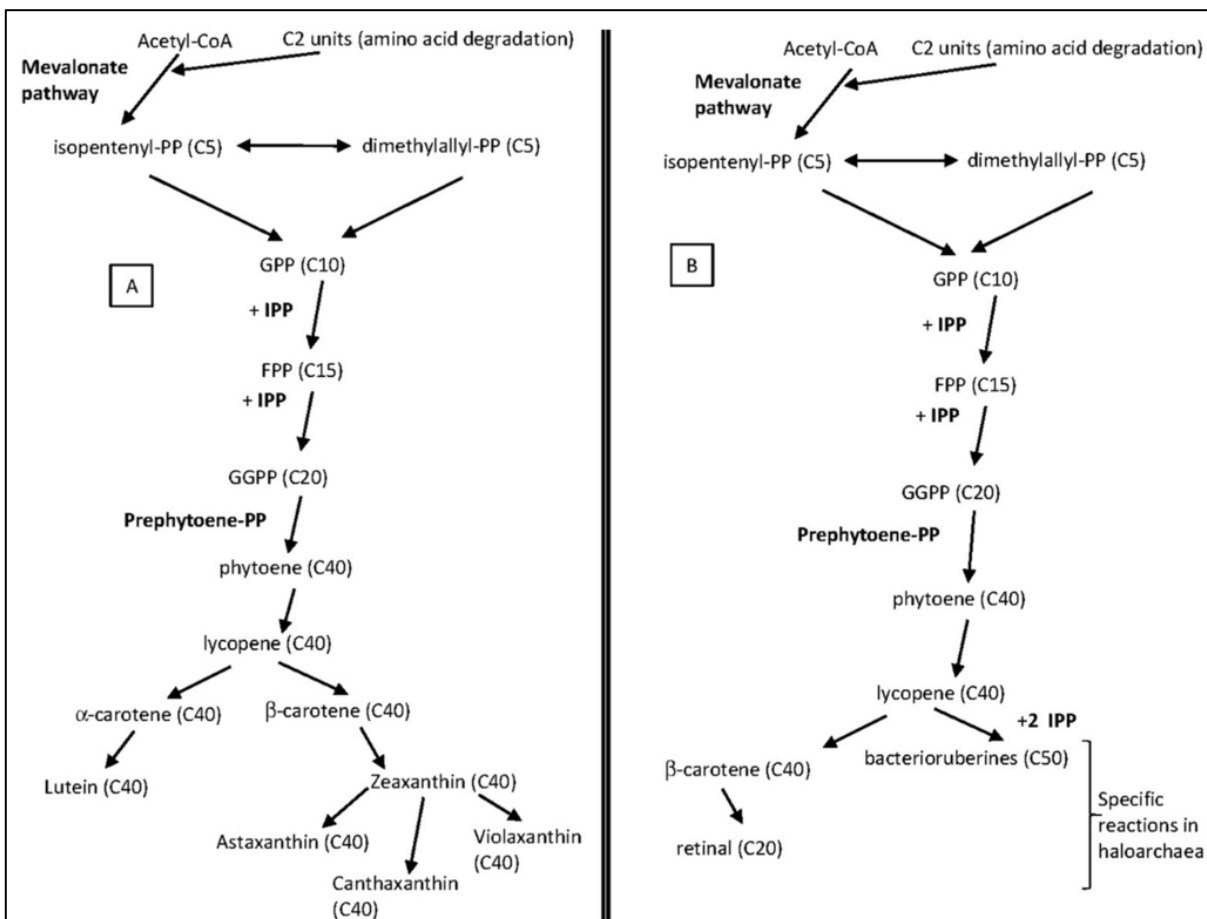 Acetyl-CoA
C2 units (amino acid degradation)
Mevalonate
pathway
isopentenyl-PP (C5)
dimethylallyl-PP (C5)
GPP (C10)
A
+ IPP
FPP (C15)
+ IPP
GGPP (C20)
Prephytoene-PP
phytoene (C40)
lycopene (C40)
α-carotene (C40)
β-carotene (C40)
Lutein (C40)
Zeaxanthin (C40)
Astaxanthin (C40)
Violaxanthin
(C40)
Canthaxanthin
(C40)
Acetyl-CoA
C2 units (amino acid degradation)
Mevalonate
pathway
isopentenyl-PP (C5)
dimethylallyl-PP (C5)
B
GPP (C10)
+ IPP
FPP (C15)
+ IPP
GGPP (C20)
Prephytoene-PP
phytoene (C40)
lycopene (C40)
+2 IPP
β-carotene (C40)
bacterioruberines (C50)
retinal (C20)
Specific
reactions in
haloarchaea